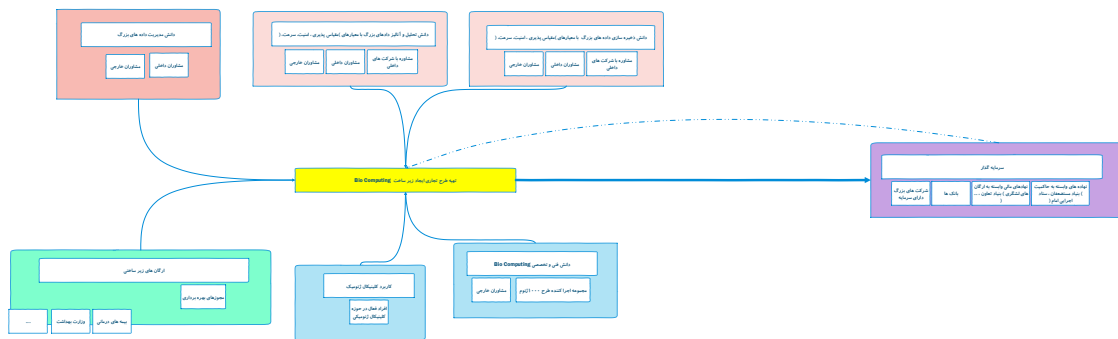 دانش مدیریت داده های بزرگ
مشاوران داخلی
مشاوران خارجی
دانش تحلیل و آنالیز دادهای بزرگ با معیارهای (مقیاس پذیری ، امنیت، سرعت، (
مشاوره با شرکت های
داخلی
مشاوران داخلی
مشاوران خارجی
دانش ذخیره سازی داده های بزرگ با معیارهای )مقیاس پذیری ، امنیت، سرعت، (
مشاوره با شرکت های
داخلی
مشاوران داخلی
مشاوران خارجی
تهیه طرح تجاری ایجاد زیر ساخت Bio Computing
سرمایه گذار
نهاده های وابسته به حاکمیت
( بنیاد مستضعفان ، ستاد
اجرایی امام (
نهادهای مالی وابسته به ارگان
های لشگری ( بنیاد تعاون ، ...
(
بانک ها
شرکت های بزرگ
دارای سرمایه
ارگان های زیر ساختی
مجوزهای بهره برداری
بیمه های درمانی
وزارت بهداشت
....
کاربرد کلینیکال ژنومیک
افراد فعال در حوزه
کلینیکال ژنومیکی
دانش فنی و تخصصی Bio Computing
مجموعه اجرا کننده طرح ۱۰۰۰ ژنوم
مشاوران خارجی